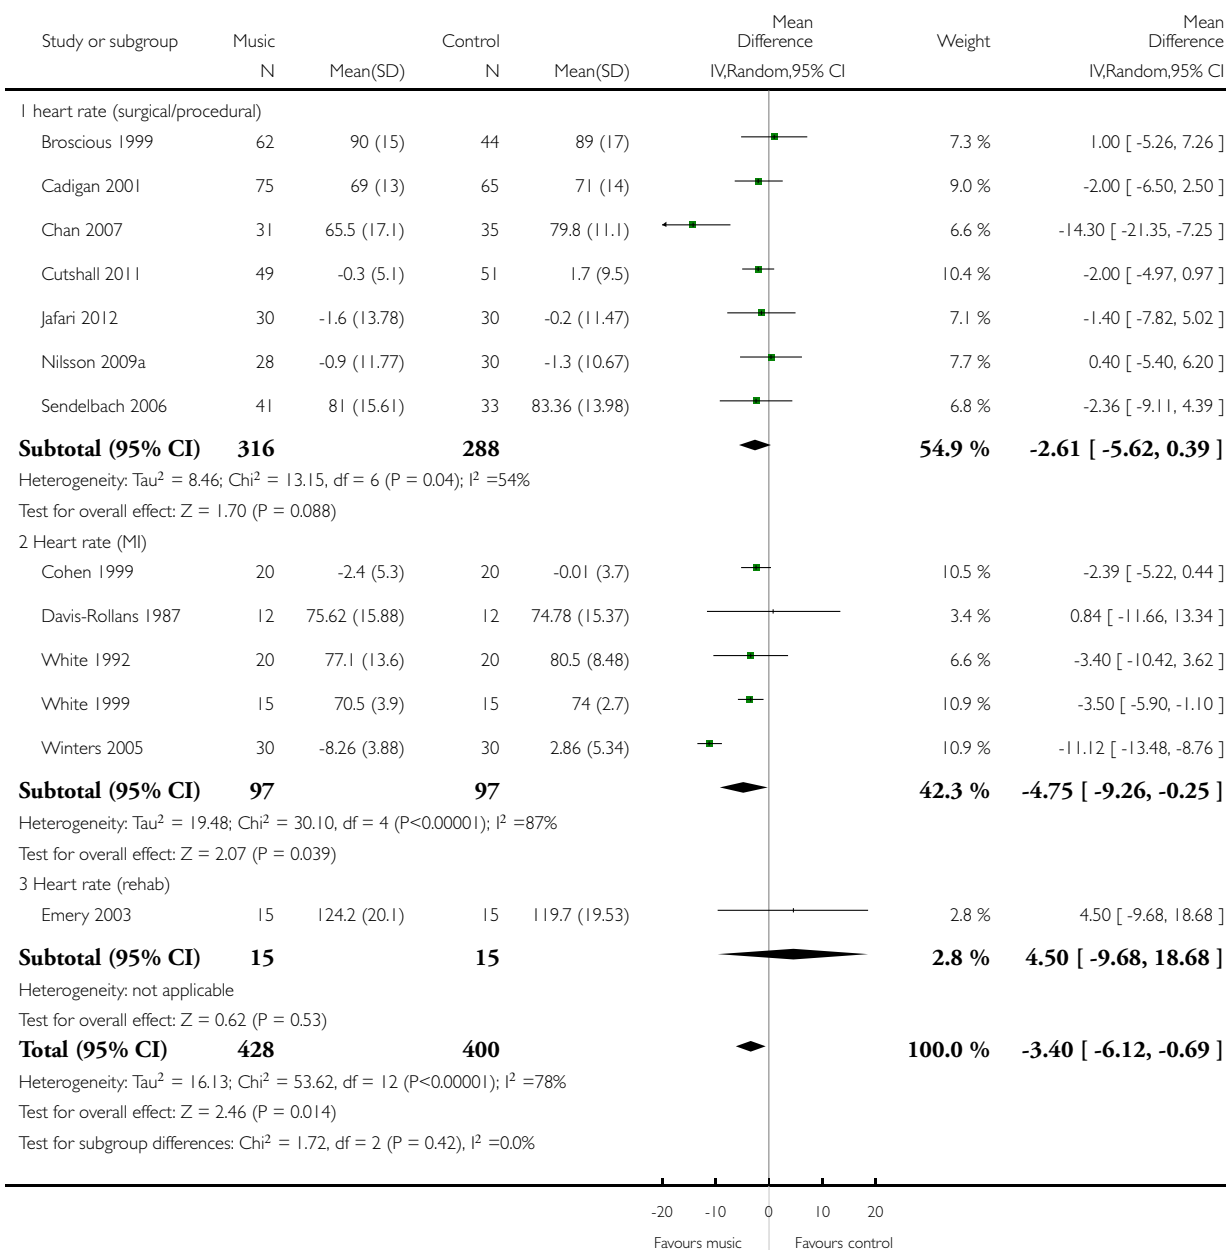 Study or subgroup Music Control Mean Difference Weight Mean Difference
N Mean(SD) N Mean(SD) IV,Random,95% CI IV,Random,95% CI
1 heart rate (surgical/procedural)
Broscious 1999 62 90 (15) 44 89 (17) 7.3 % 1.00 [ -5.26, 7.26 ]
Cadigan 2001 75 69 (13) 65 71 (14) 9.0 % -2.00 [ -6.50, 2.50 ]
Chan 2007 31 65.5 (17.1) 35 79.8 (11.1) 6.6 % -14.30 [ -21.35, -7.25 ]
Cutshall 2011 49 -0.3 (5.1) 51 1.7 (9.5) 10.4 % -2.00 [ -4.97, 0.97 ]
Jafari 2012 30 -1.6 (13.78) 30 -0.2 (11.47) 7.1 % -1.40 [ -7.82, 5.02 ]
Nilsson 2009a 28 -0.9 (11.77) 30 -1.3 (10.67) 7.7 % 0.40 [ -5.40, 6.20 ]
Sendelbach 2006 41 81 (15.61) 33 83.36 (13.98) 6.8 % -2.36 [ -9.11, 4.39 ]
Subtotal (95% CI) 316 288 54.9 % -2.61 [ -5.62, 0.39 ]
Heterogeneity: Tau² = 8.46; Chi² = 13.15, df = 6 (P = 0.04); I² =54%
Test for overall effect: Z = 1.70 (P = 0.088)
2 Heart rate (MI)
Cohen 1999 20 -2.4 (5.3) 20 -0.01 (3.7) 10.5 % -2.39 [ -5.22, 0.44 ]
Davis-Rollans 1987 12 75.62 (15.88) 12 74.78 (15.37) 3.4 % 0.84 [ -11.66, 13.34 ]
White 1992 20 77.1 (13.6) 20 80.5 (8.48) 6.6 % -3.40 [ -10.42, 3.62 ]
White 1999 15 70.5 (3.9) 15 74 (2.7) 10.9 % -3.50 [ -5.90, -1.10 ]
Winters 2005 30 -8.26 (3.88) 30 2.86 (5.34) 10.9 % -11.12 [ -13.48, -8.76 ]
Subtotal (95% CI) 97 97 42.3 % -4.75 [ -9.26, -0.25 ]
Heterogeneity: Tau² = 19.48; Chi² = 30.10, df = 4 (P<0.00001); I² =87%
Test for overall effect: Z = 2.07 (P = 0.039)
3 Heart rate (rehab)
Emery 2003 15 124.2 (20.1) 15 119.7 (19.53) 2.8 % 4.50 [ -9.68, 18.68 ]
Subtotal (95% CI) 15 15 2.8 % 4.50 [ -9.68, 18.68 ]
Heterogeneity: not applicable
Test for overall effect: Z = 0.62 (P = 0.53)
Total (95% CI) 428 400 100.0 % -3.40 [ -6.12, -0.69 ]
Heterogeneity: Tau² = 16.13; Chi² = 53.62, df = 12 (P<0.00001); I² =78%
Test for overall effect: Z = 2.46 (P = 0.014)
Test for subgroup differences: Chi² = 1.72, df = 2 (P = 0.42), I² =0.0%
-20 -10 0 10 20
Favours music Favours control